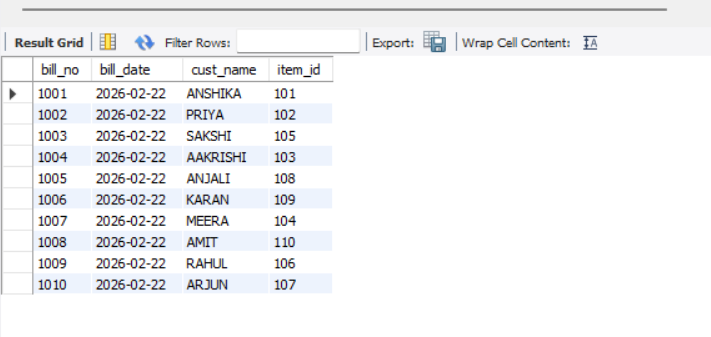 Result Grid Filter Rows: Export: Wrap Cell Content: IA
bill_no bill_date cust_name item_id
1001 2026-02-22 ANSHIKA 101
1002 2026-02-22 PRIYA 102
1003 2026-02-22 SAKSHI 105
1004 2026-02-22 AAKRISHI 103
1005 2026-02-22 ANJALI 108
1006 2026-02-22 KARAN 109
1007 2026-02-22 MEERA 104
1008 2026-02-22 AMIT 110
1009 2026-02-22 RAHUL 106
1010 2026-02-22 ARJUN 107